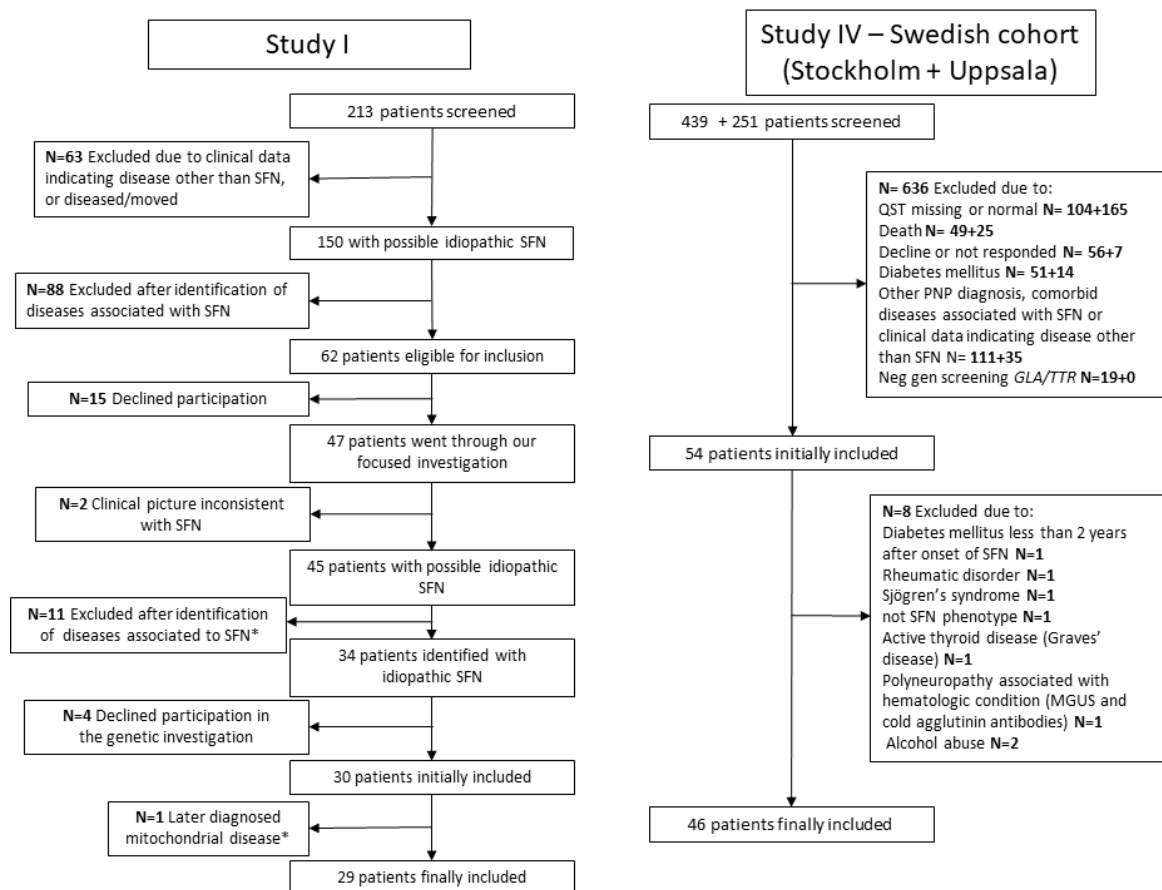 Study I
213 patients screened
N=63 Excluded due to clinical data
indicating disease other than SFN,
or diseased/moved
150 with possible idiopathic SFN
N=88 Excluded after identification of
diseases associated with SFN
62 patients eligible for inclusion
N=15 Declined participation
47 patients went through our
focused investigation
N=2 Clinical picture inconsistent
with SFN
45 patients with possible idiopathic
SFN
N=11 Excluded after identification
of diseases associated to SFN*
34 patients identified with
idiopathic SFN
N=4 Declined participation in
the genetic investigation
30 patients initially included
N=1 Later diagnosed
mitochondrial disease*
29 patients finally included
Study IV – Swedish cohort
(Stockholm + Uppsala)
439 + 251 patients screened
N= 636 Excluded due to:
QST missing or normal N= 104+165
Death N= 49+25
Decline or not responded N= 56+7
Diabetes mellitus N= 51+14
Other PNP diagnosis, comorbid
diseases associated with SFN or
clinical data indicating disease other
than SFN N= 111+35
Neg gen screening GLA/TTR N=19+0
54 patients initially included
N=8 Excluded due to:
Diabetes mellitus less than 2 years
after onset of SFN N=1
Rheumatic disorder N=1
Sjögren's syndrome N=1
not SFN phenotype N=1
Active thyroid disease (Graves'
disease) N=1
Polyneuropathy associated with
hematologic condition (MGUS and
cold agglutinin antibodies) N=1
Alcohol abuse N=2
46 patients finally included